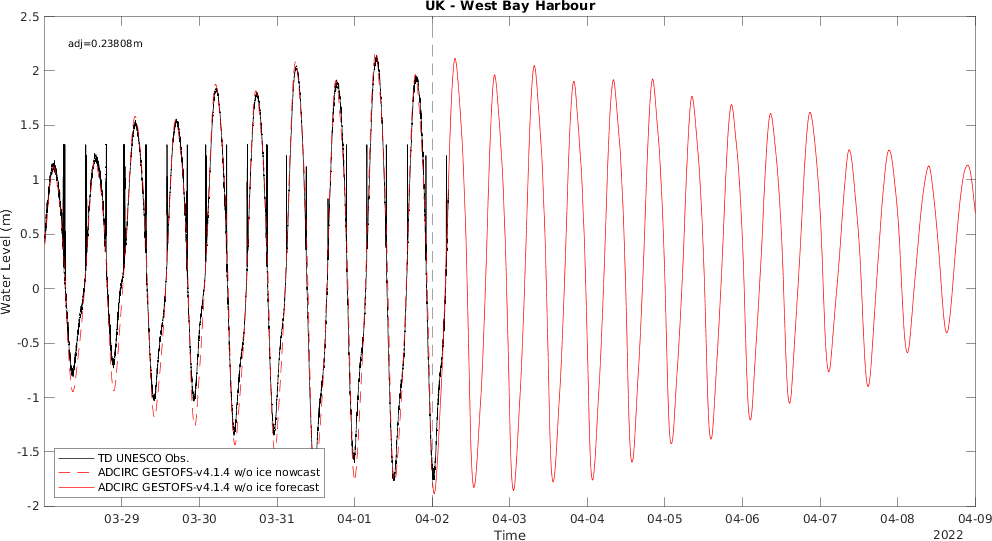 UK - West Bay Harbour
adj=0.23808m
2.5
2
1.5
1
0.5
0
-0.5
-1
-1.5
-2
Water Level (m)
TD UNESCO Obs.
ADCIRC GESTOFS-v4.1.4 w/o ice nowcast
ADCIRC GESTOFS-v4.1.4 w/o ice forecast
03-29 03-30 03-31 04-01 04-02 04-03 04-04 04-05 04-06 04-07 04-08 04-09
Time
2022